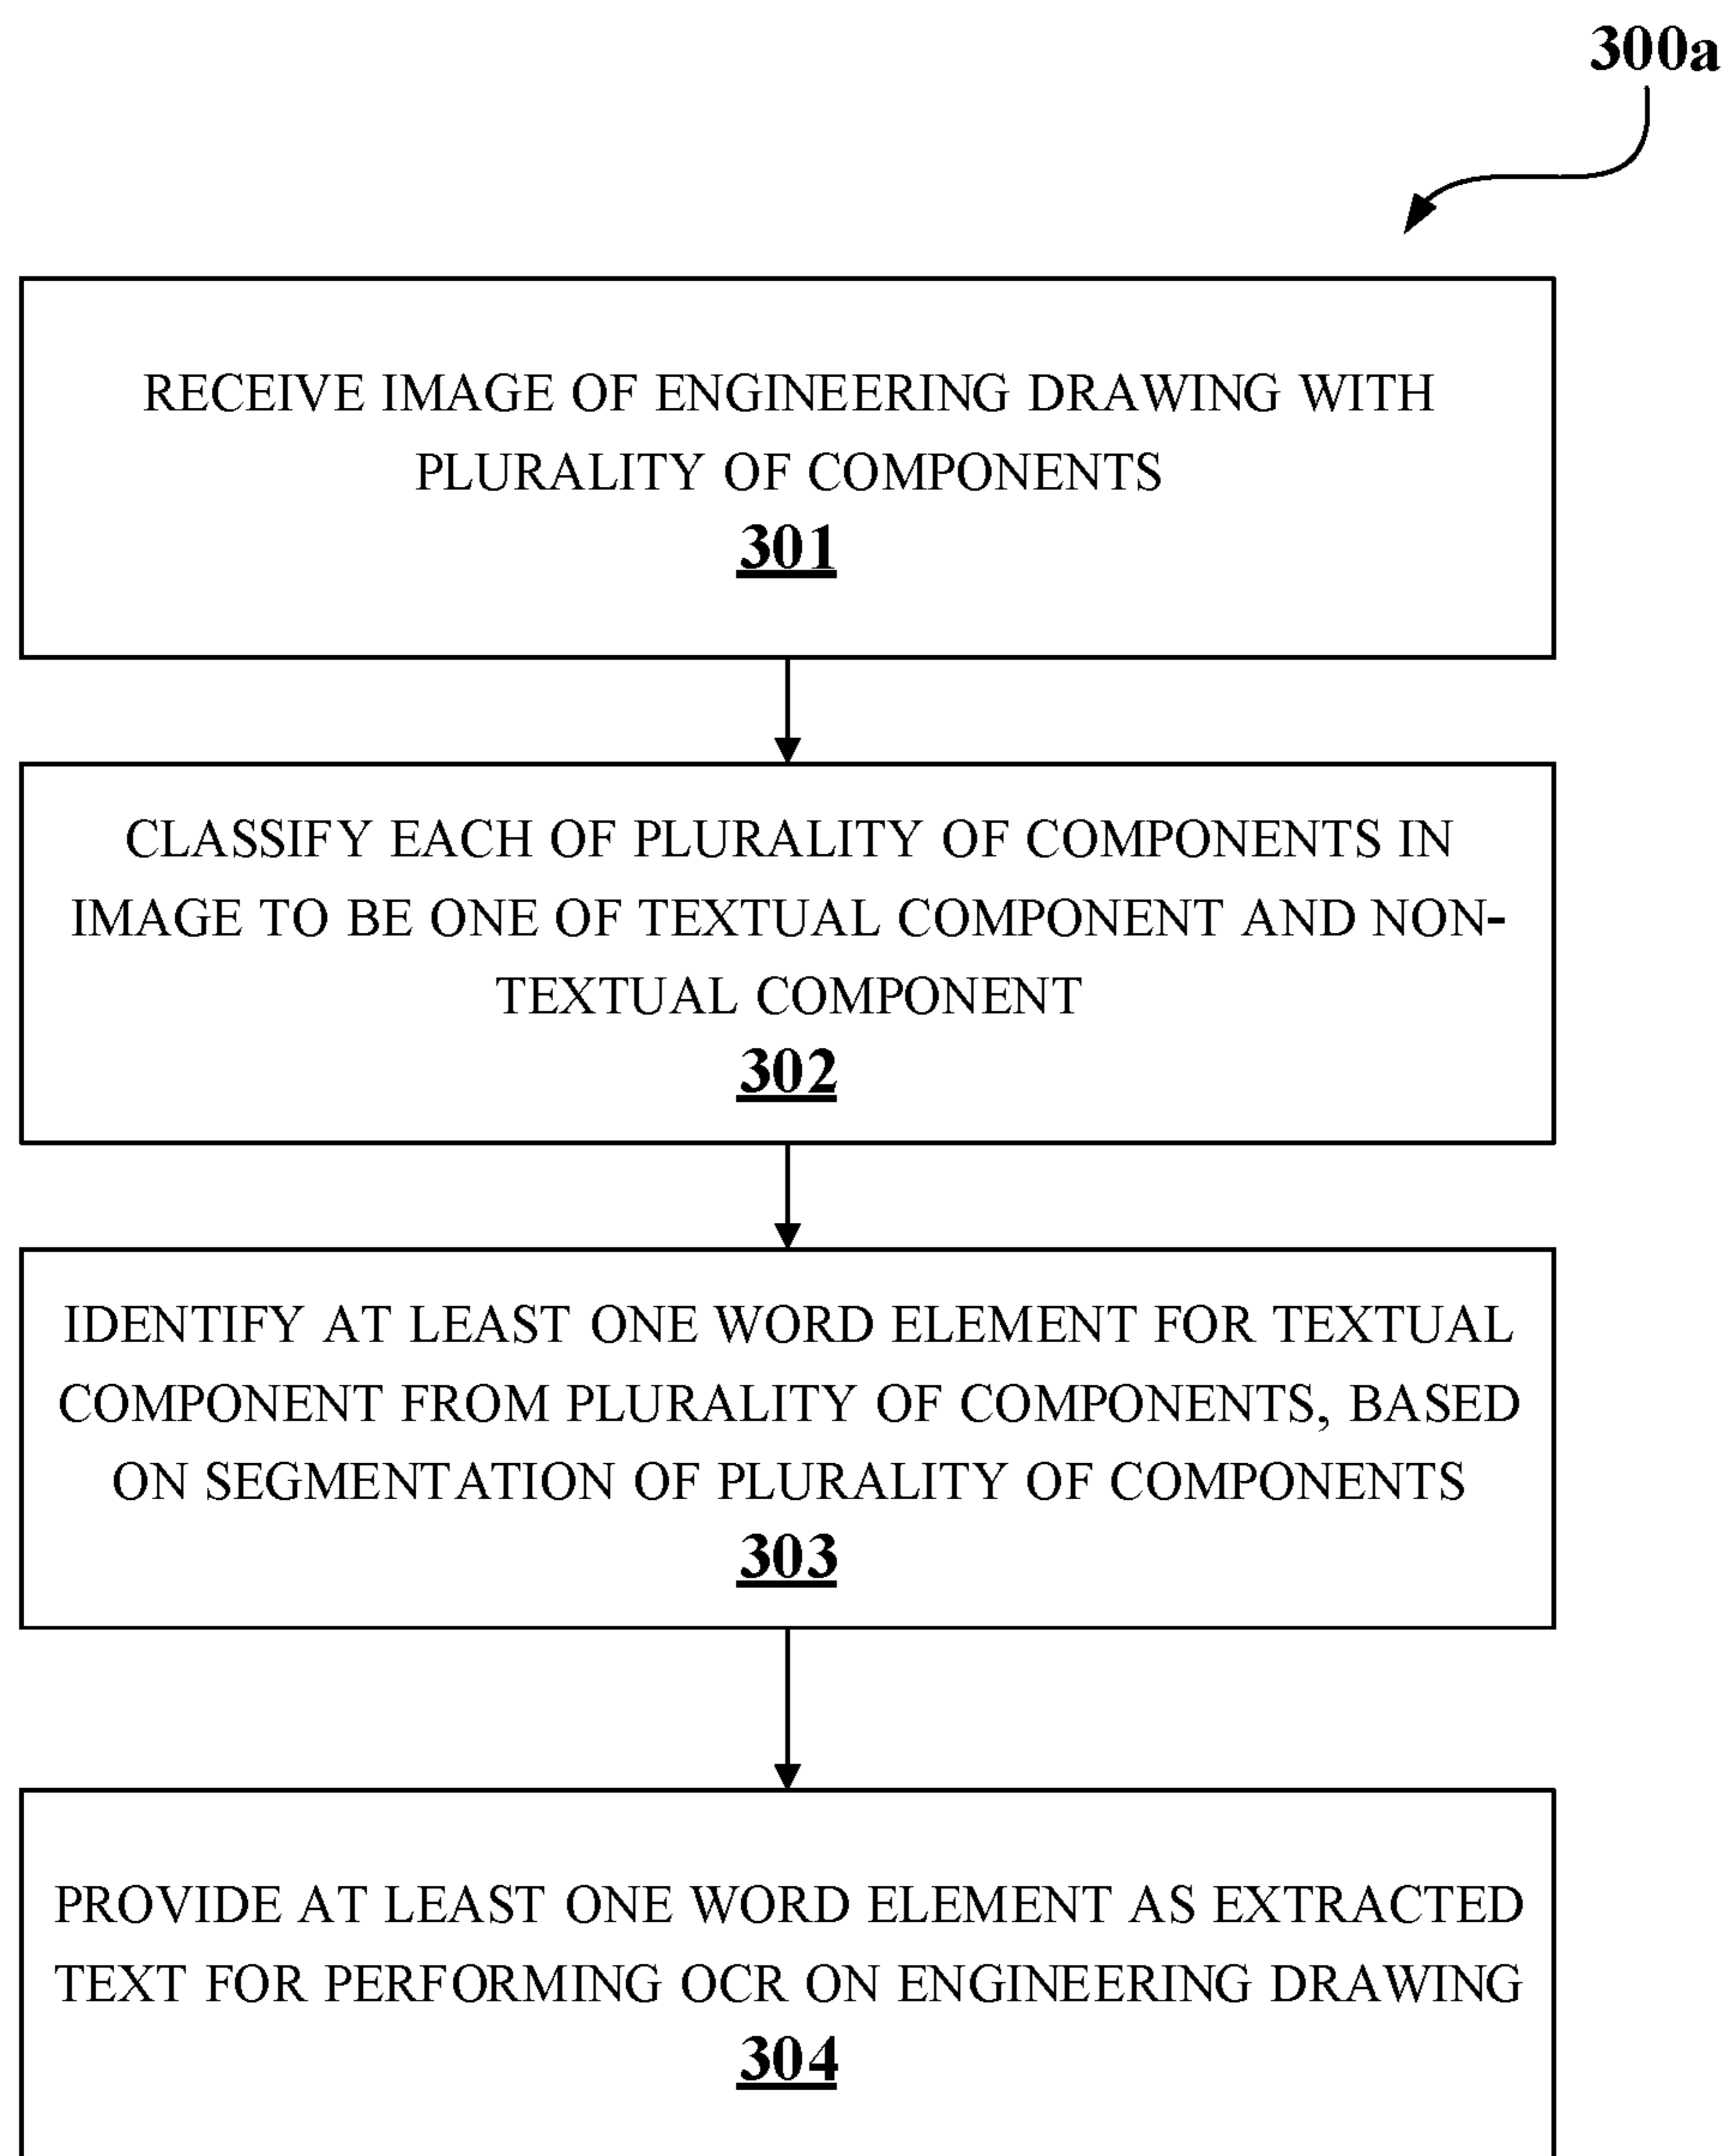 300a
RECEIVE IMAGE OF ENGINEERING DRAWING WITH
PLURALITY OF COMPONENTS
301
CLASSIFY EACH OF PLURALITY OF COMPONENTS IN
IMAGE TO BE ONE OF TEXTUAL COMPONENT AND NON-
TEXTUAL COMPONENT
302
IDENTIFY AT LEAST ONE WORD ELEMENT FOR TEXTUAL
COMPONENT FROM PLURALITY OF COMPONENTS, BASED
ON SEGMENTATION OF PLURALITY OF COMPONENTS
303
PROVIDE AT LEAST ONE WORD ELEMENT AS EXTRACTED
TEXT FOR PERFORMING OCR ON ENGINEERING DRAWING
304